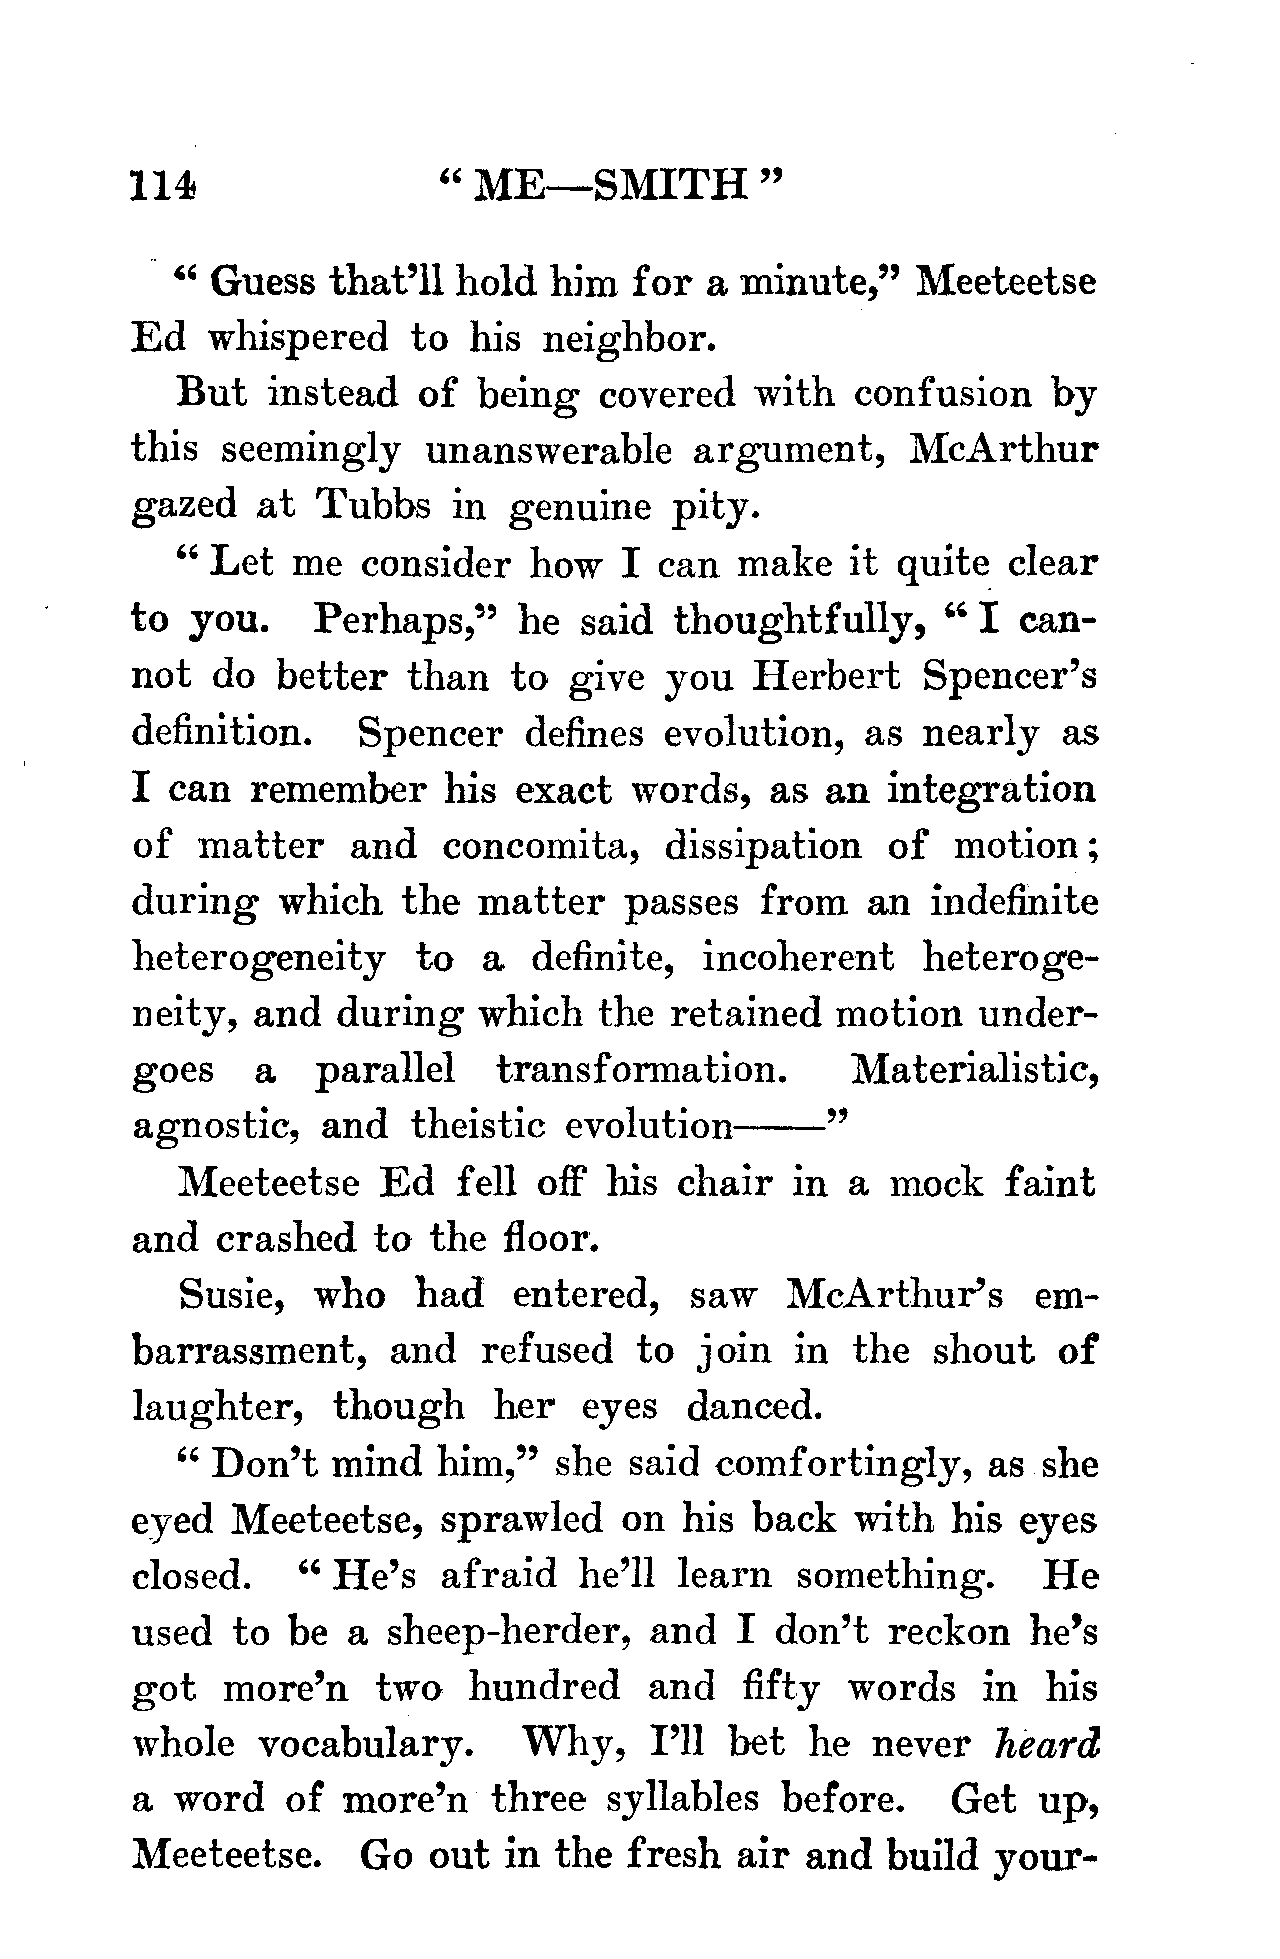 114 “ ME—SMITH ”
“ Guess that’ll hold him for a minute,” Meeteetse
Ed whispered to his neighbor.
But instead of being covered with confusion by
this seemingly unanswerable argument, McArthur
gazed at Tubbs in genuine pity.
“ Let me consider how I can make it quite clear
to you. Perhaps,” he said thoughtfully, “ I can-
not do better than to give you Herbert Spencer’s
definition. Spencer defines evolution, as nearly as
I can remember his exact words, as an integration
of matter and concomita, dissipation of motion;
during which the matter passes from an indefinite
heterogeneity to a definite, incoherent heteroge-
neity, and during which the retained motion under-
goes a parallel transformation. Materialistic,
agnostic, and theistic evolution——”
Meeteetse Ed fell off his chair in a mock faint
and crashed to the floor.
Susie, who had entered, saw McArthur’s em-
barrassment, and refused to join in the shout of
laughter, though her eyes danced.
“ Don’t mind him,” she said comfortingly, as she
eyed Meeteetse, sprawled on his back with his eyes
closed. “ He’s afraid he’ll learn something. He
used to be a sheep-herder, and I don’t reckon he’s
got more’n two hundred and fifty words in his
whole vocabulary. Why, I’ll bet he never heard
a word of more’n three syllables before. Get up,
Meeteetse. Go out in the fresh air and build your-